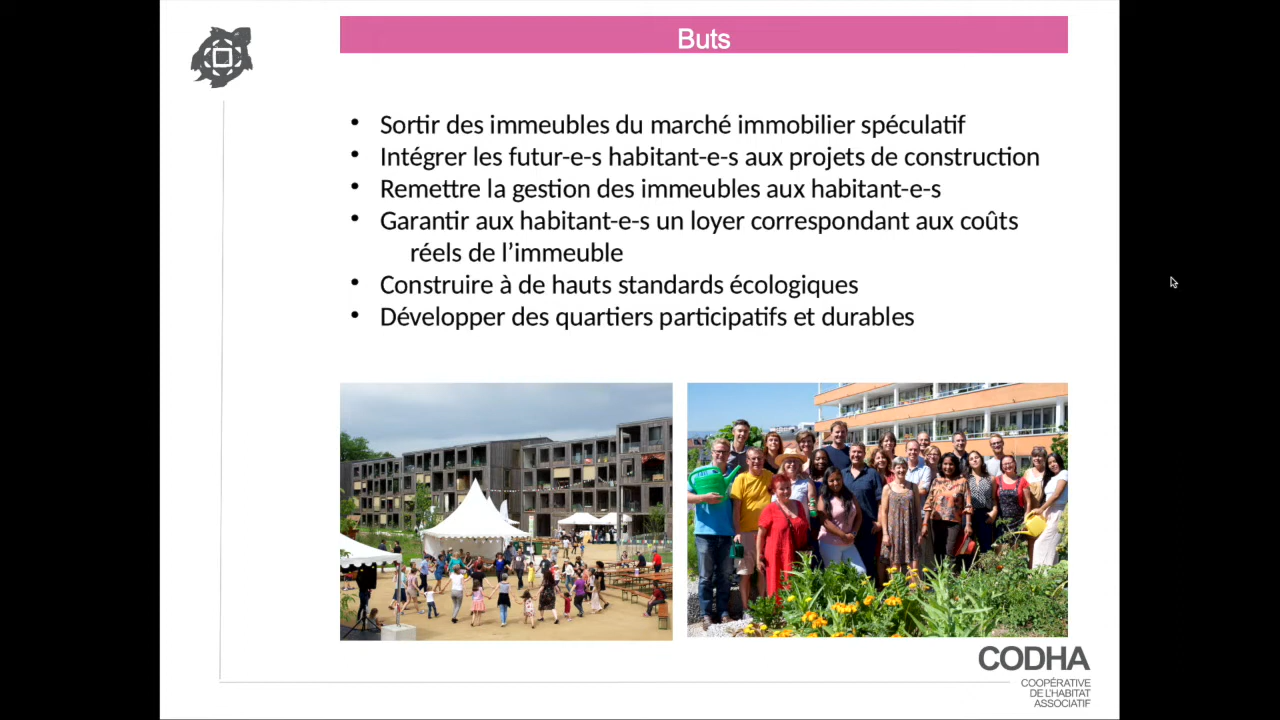 Buts
• Sortir des immeubles du marché immobilier spéculatif
• Intégrer les futur-e-s habitant-e-s aux projets de construction
• Remettre la gestion des immeubles aux habitant-e-s
• Garantir aux habitant-e-s un loyer correspondant aux coûts
réels de l’immeuble
• Construire à de hauts standards écologiques
• Développer des quartiers participatifs et durables
CODHA
COOPÉRATIVE
DE L'HABITAT
ASSOCIATIF